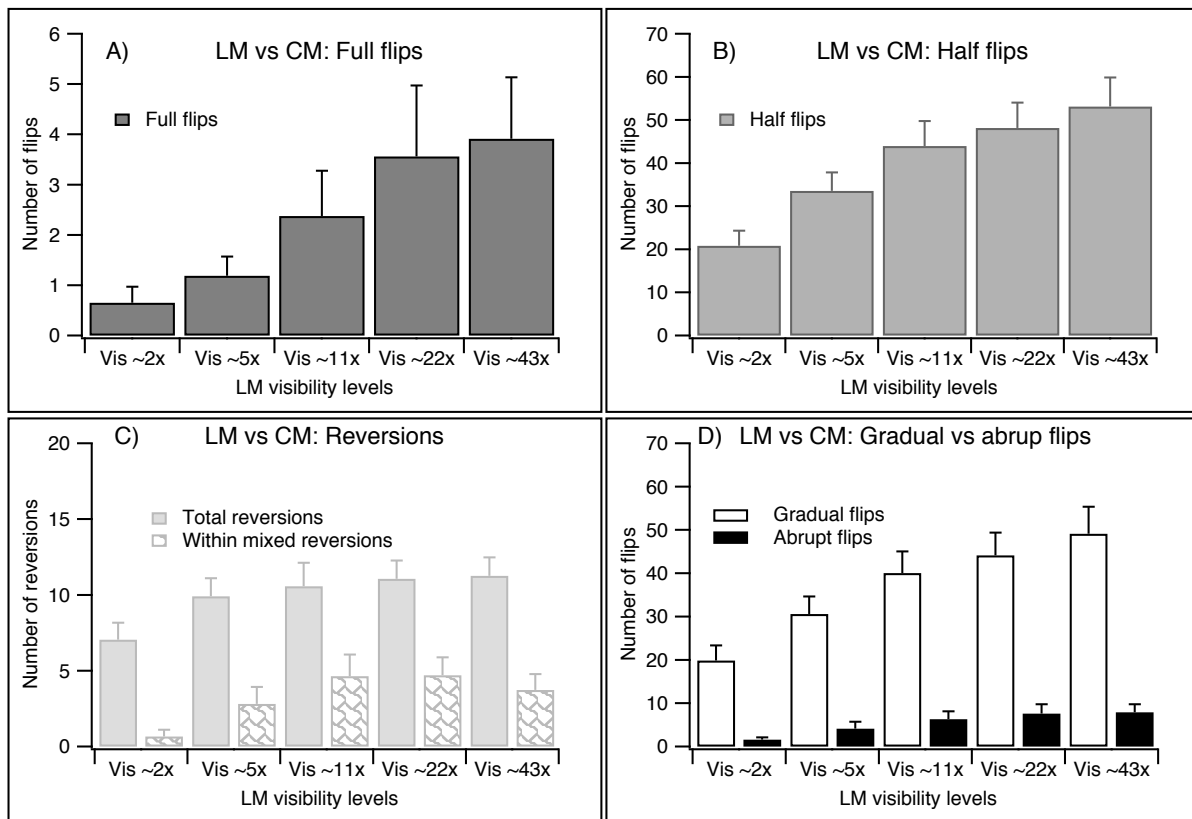 A) LM vs CM: Full flips
Full flips
Number of flips
6
5
4
3
2
1
0
Vis ~2x Vis ~5x Vis ~11x Vis ~22x Vis ~43x
LM visibility levels
B) LM vs CM: Half flips
Half flips
Number of flips
70
60
50
40
30
20
10
0
Vis ~2x Vis ~5x Vis ~11x Vis ~22x Vis ~43x
LM visibility levels
C) LM vs CM: Reversions
Total reversions
Within mixed reversions
Number of reversions
20
15
10
5
0
Vis ~2x Vis ~5x Vis ~11x Vis ~22x Vis ~43x
LM visibility levels
D) LM vs CM: Gradual vs abrup flips
Gradual flips
Abrupt flips
Number of flips
70
60
50
40
30
20
10
0
Vis ~2x Vis ~5x Vis ~11x Vis ~22x Vis ~43x
LM visibility levels